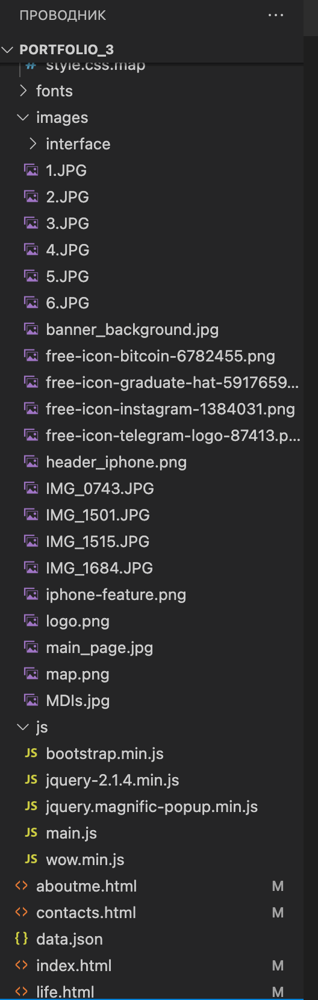 ПРОВОДНИК ...
PORTFOLIO_3
# style.css.map
fonts
images
interface
1.JPG
2.JPG
3.JPG
4.JPG
5.JPG
6.JPG
banner_background.jpg
free-icon-bitcoin-6782455.png
free-icon-graduate-hat-5917659...
free-icon-instagram-1384031.png
free-icon-telegram-logo-87413.p...
header_iphone.png
IMG_0743.JPG
IMG_1501.JPG
IMG_1515.JPG
IMG_1684.JPG
iphone-feature.png
logo.png
main_page.jpg
map.png
MDIs.jpg
js
JS bootstrap.min.js
JS jquery-2.1.4.min.js
JS jquery.magnific-popup.min.js
JS main.js
JS wow.min.js
<> aboutme.html M
<> contacts.html M
{} data.json
<> index.html M
<> life.html M